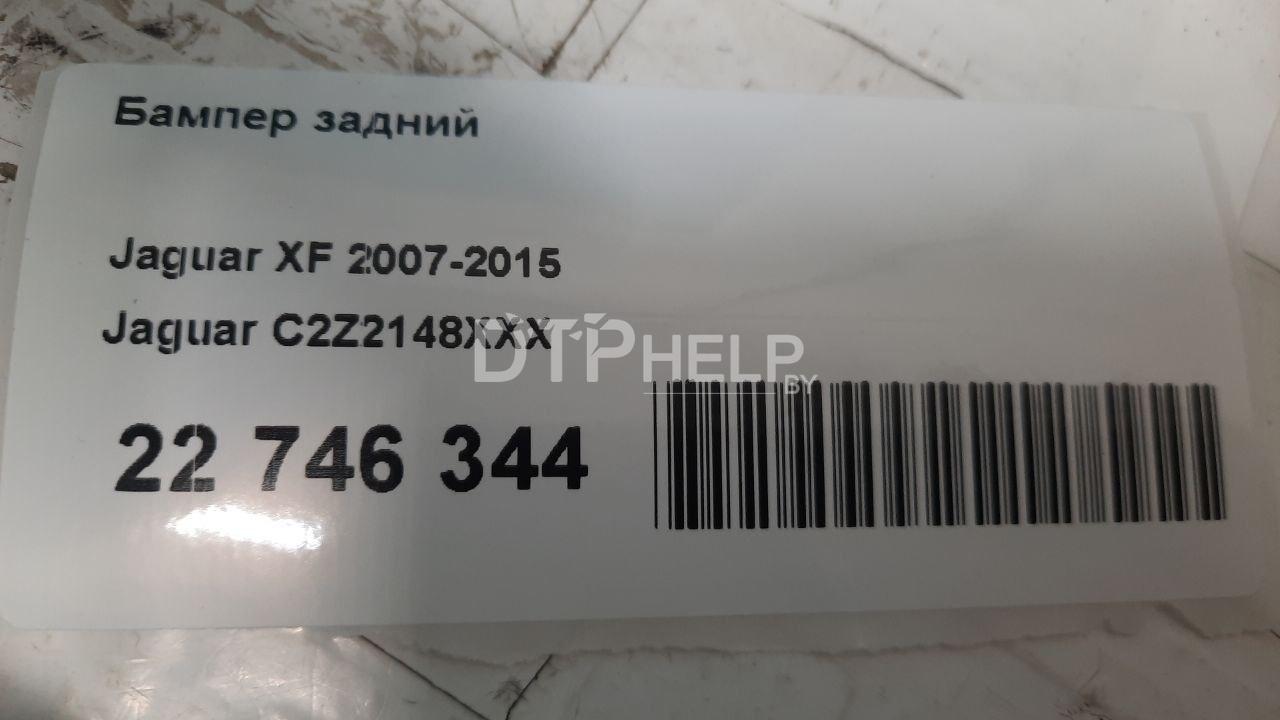 Бампер задний
Jaguar XF 2007-2015
Jaguar C2Z2148XXX
DTPHELP
BY
22 746 344